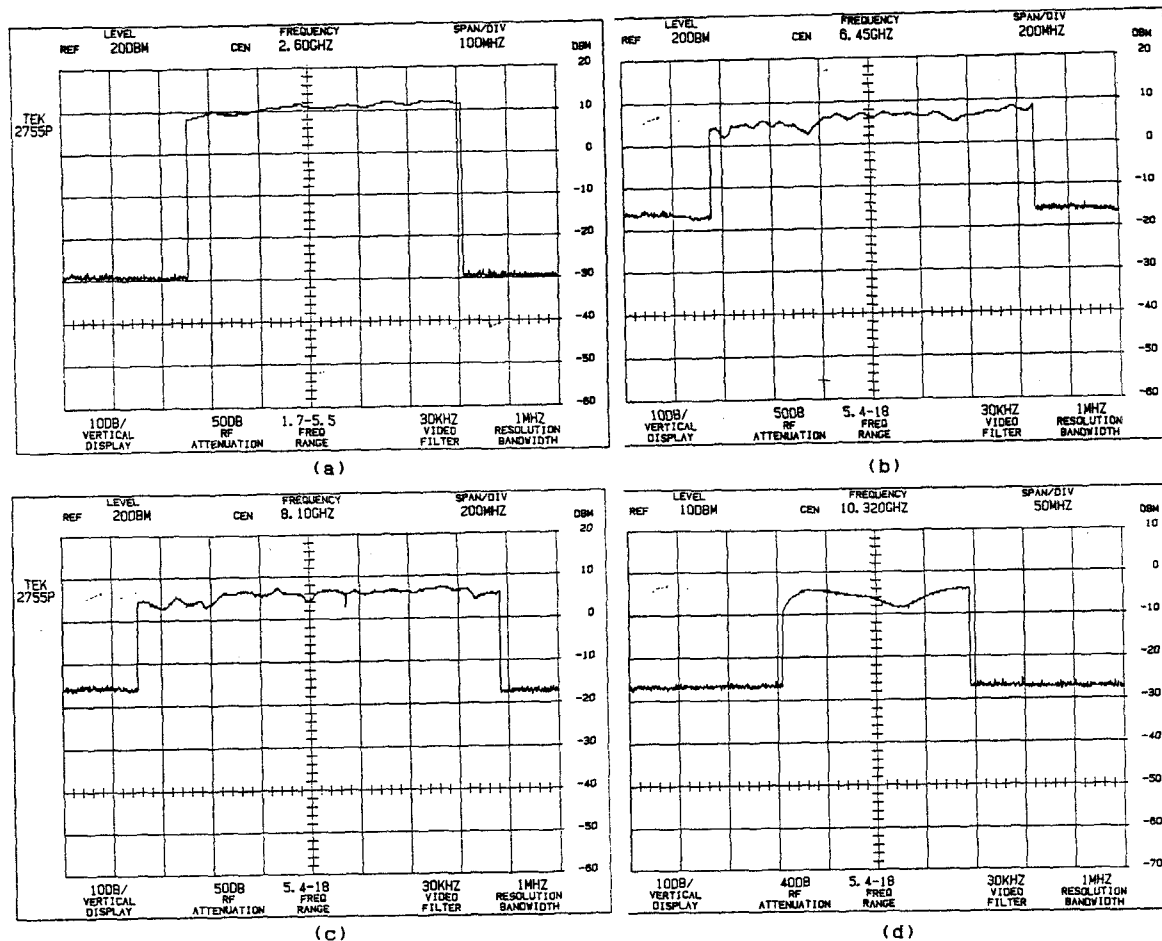 LEVEL FREQUENCY SPAN/DIV
REF 20DBM CEN 2.60GHZ 100MHZ DBM
20
10
0
-10
-20
-30
-40
-50
-60
TEK
2755P
10DB/ 50DB 1.7-5.5 30KHZ 1MHZ
VERTICAL RF FREQ VIDEO RESOLUTION
DISPLAY ATTENUATION RANGE FILTER BANDWIDTH
(a)
LEVEL FREQUENCY SPAN/DIV
REF 20DBM CEN 6.45GHZ 200MHZ DBM
20
10
0
-10
-20
-30
-40
-50
-60
10DB/ 50DB 5.4-18 30KHZ 1MHZ
VERTICAL RF FREQ VIDEO RESOLUTION
DISPLAY ATTENUATION RANGE FILTER BANDWIDTH
(b)
LEVEL FREQUENCY SPAN/DIV
REF 20DBM CEN 8.10GHZ 200MHZ DBM
20
10
0
-10
-20
-30
-40
-50
-60
TEK
2755P
10DB/ 50DB 5.4-18 30KHZ 1MHZ
VERTICAL RF FREQ VIDEO RESOLUTION
DISPLAY ATTENUATION RANGE FILTER BANDWIDTH
(c)
LEVEL FREQUENCY SPAN/DIV
REF 10DBM CEN 10.320GHZ 50MHZ DBM
10
0
-10
-20
-30
-40
-50
-60
-70
10DB/ 40DB 5.4-18 30KHZ 1MHZ
VERTICAL RF FREQ VIDEO RESOLUTION
DISPLAY ATTENUATION RANGE FILTER BANDWIDTH
(d)